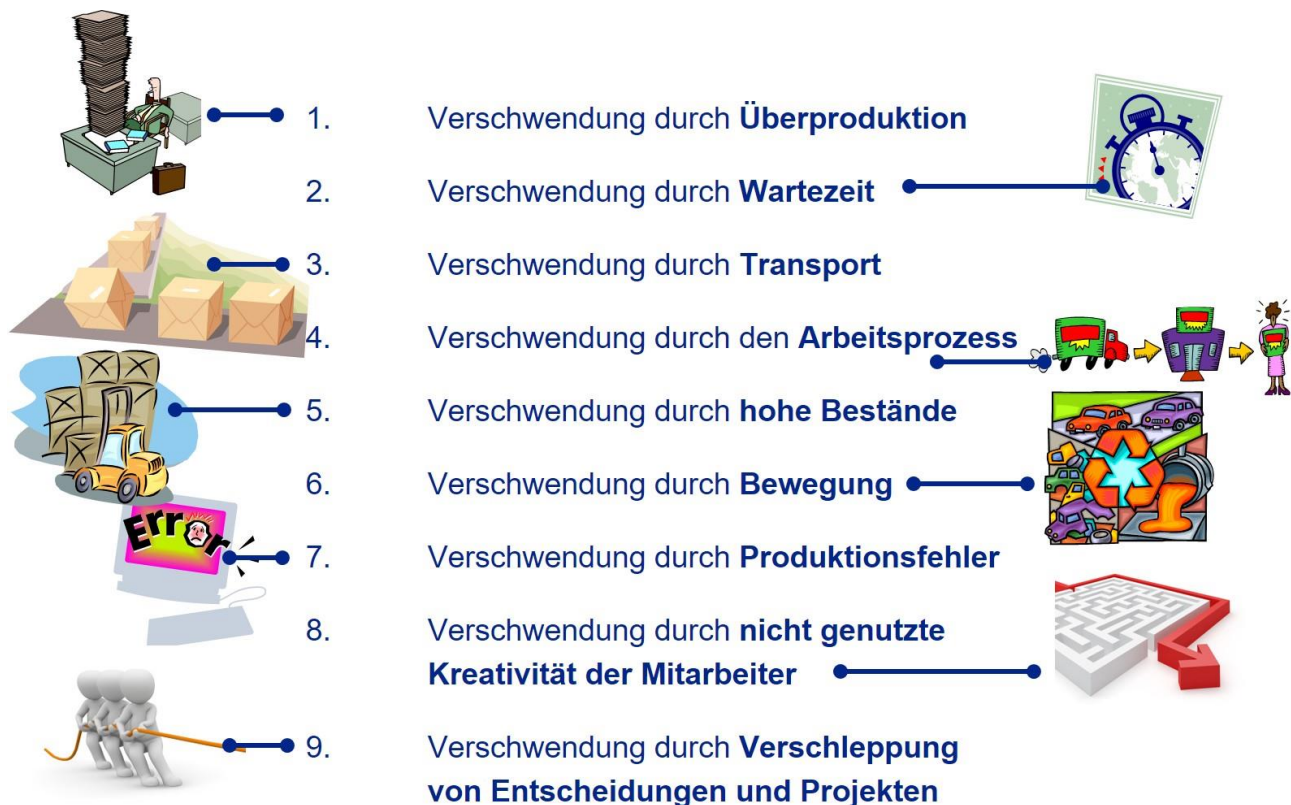 1. Verschwendung durch Überproduktion
2. Verschwendung durch Wartezeit
3. Verschwendung durch Transport
4. Verschwendung durch den Arbeitsprozess
5. Verschwendung durch hohe Bestände
6. Verschwendung durch Bewegung
Error
7. Verschwendung durch Produktionsfehler
8. Verschwendung durch nicht genutzte
Kreativität der Mitarbeiter
9. Verschwendung durch Verschleppung
von Entscheidungen und Projekten